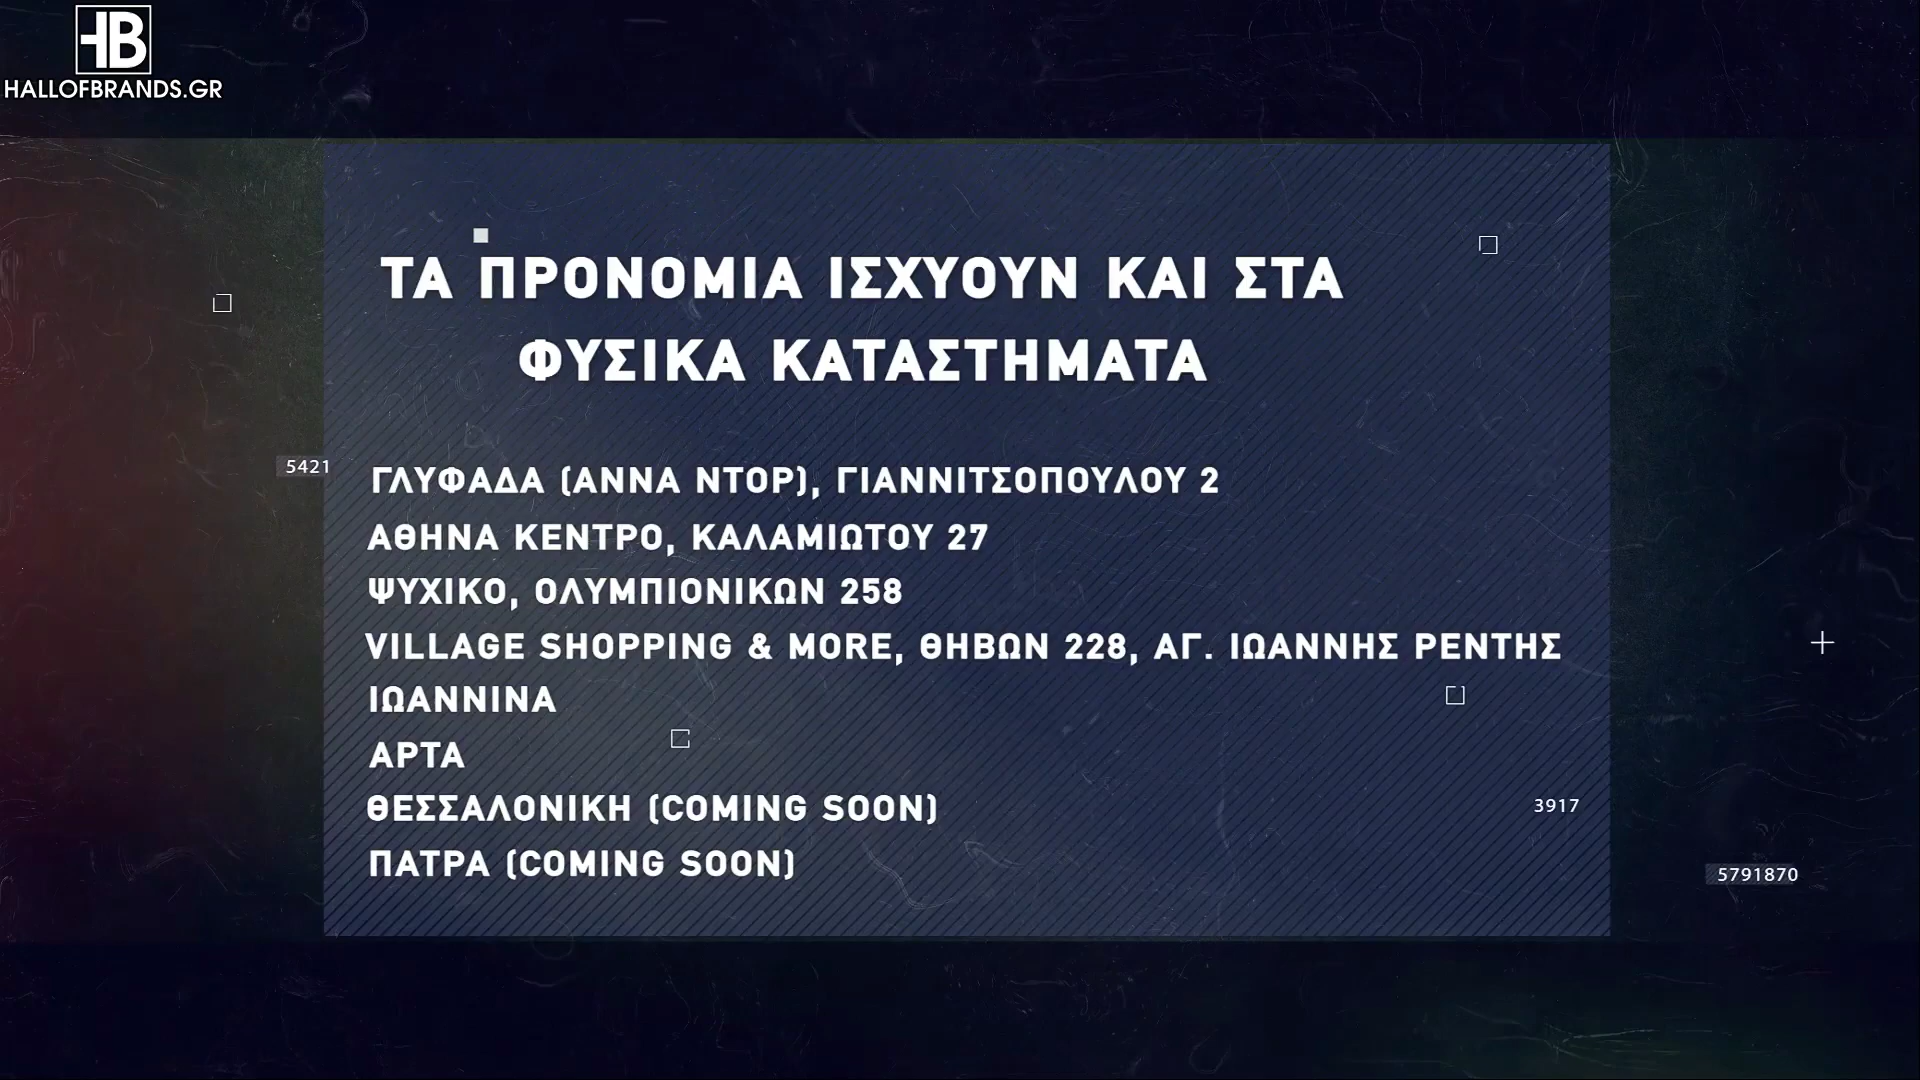 HB
HALLOFBRANDS.GR
ΤΑ ΠΡΟΝΟΜΙΑ ΙΣΧΥΟΥΝ ΚΑΙ ΣΤΑ
ΦΥΣΙΚΑ ΚΑΤΑΣΤΗΜΑΤΑ
5421
ΓΛΥΦΑΔΑ (ΑΝΝΑ ΝΤΟΡ), ΓΙΑΝΝΙΤΣΟΠΟΥΛΟΥ 2
ΑΘΗΝΑ ΚΕΝΤΡΟ, ΚΑΛΑΜΙΩΤΟΥ 27
ΨΥΧΙΚΟ, ΟΛΥΜΠΙΟΝΙΚΩΝ 258
VILLAGE SHOPPING & MORE, ΘΗΒΩΝ 228, ΑΓ. ΙΩΑΝΝΗΣ ΡΕΝΤΗΣ
ΙΩΑΝΝΙΝΑ
ΑΡΤΑ
ΘΕΣΣΑΛΟΝΙΚΗ (COMING SOON)
3917
ΠΑΤΡΑ (COMING SOON)
5791870